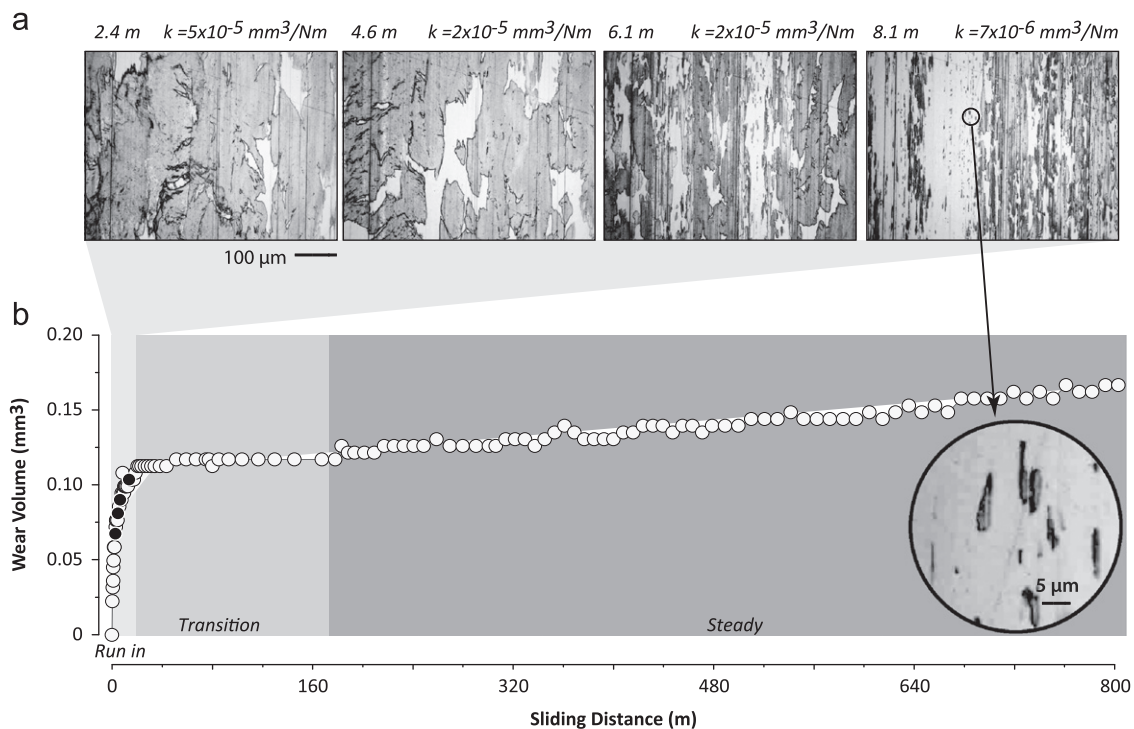 a
2.4 m k =5x10-5 mm3/Nm 4.6 m k =2x10-5 mm3/Nm 6.1 m k =2x10-5 mm3/Nm 8.1 m k =7x10-6 mm3/Nm
100 μm
b
0.20
0.15
0.10
0.05
0
Wear Volume (mm3)
5 μm
Transition Steady
Run in
0 160 320 480 640 800
Sliding Distance (m)